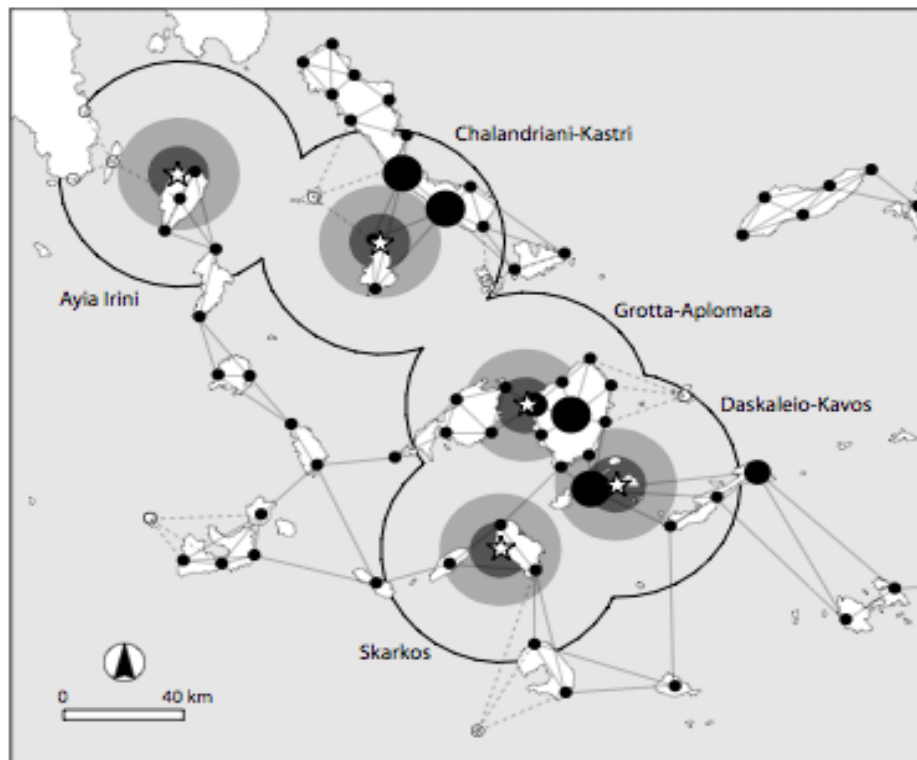 Chalandriani-Kastri
Ayia Irini
Grotta-Aplomata
Daskaleio-Kavos
Skarkos
0 40 km